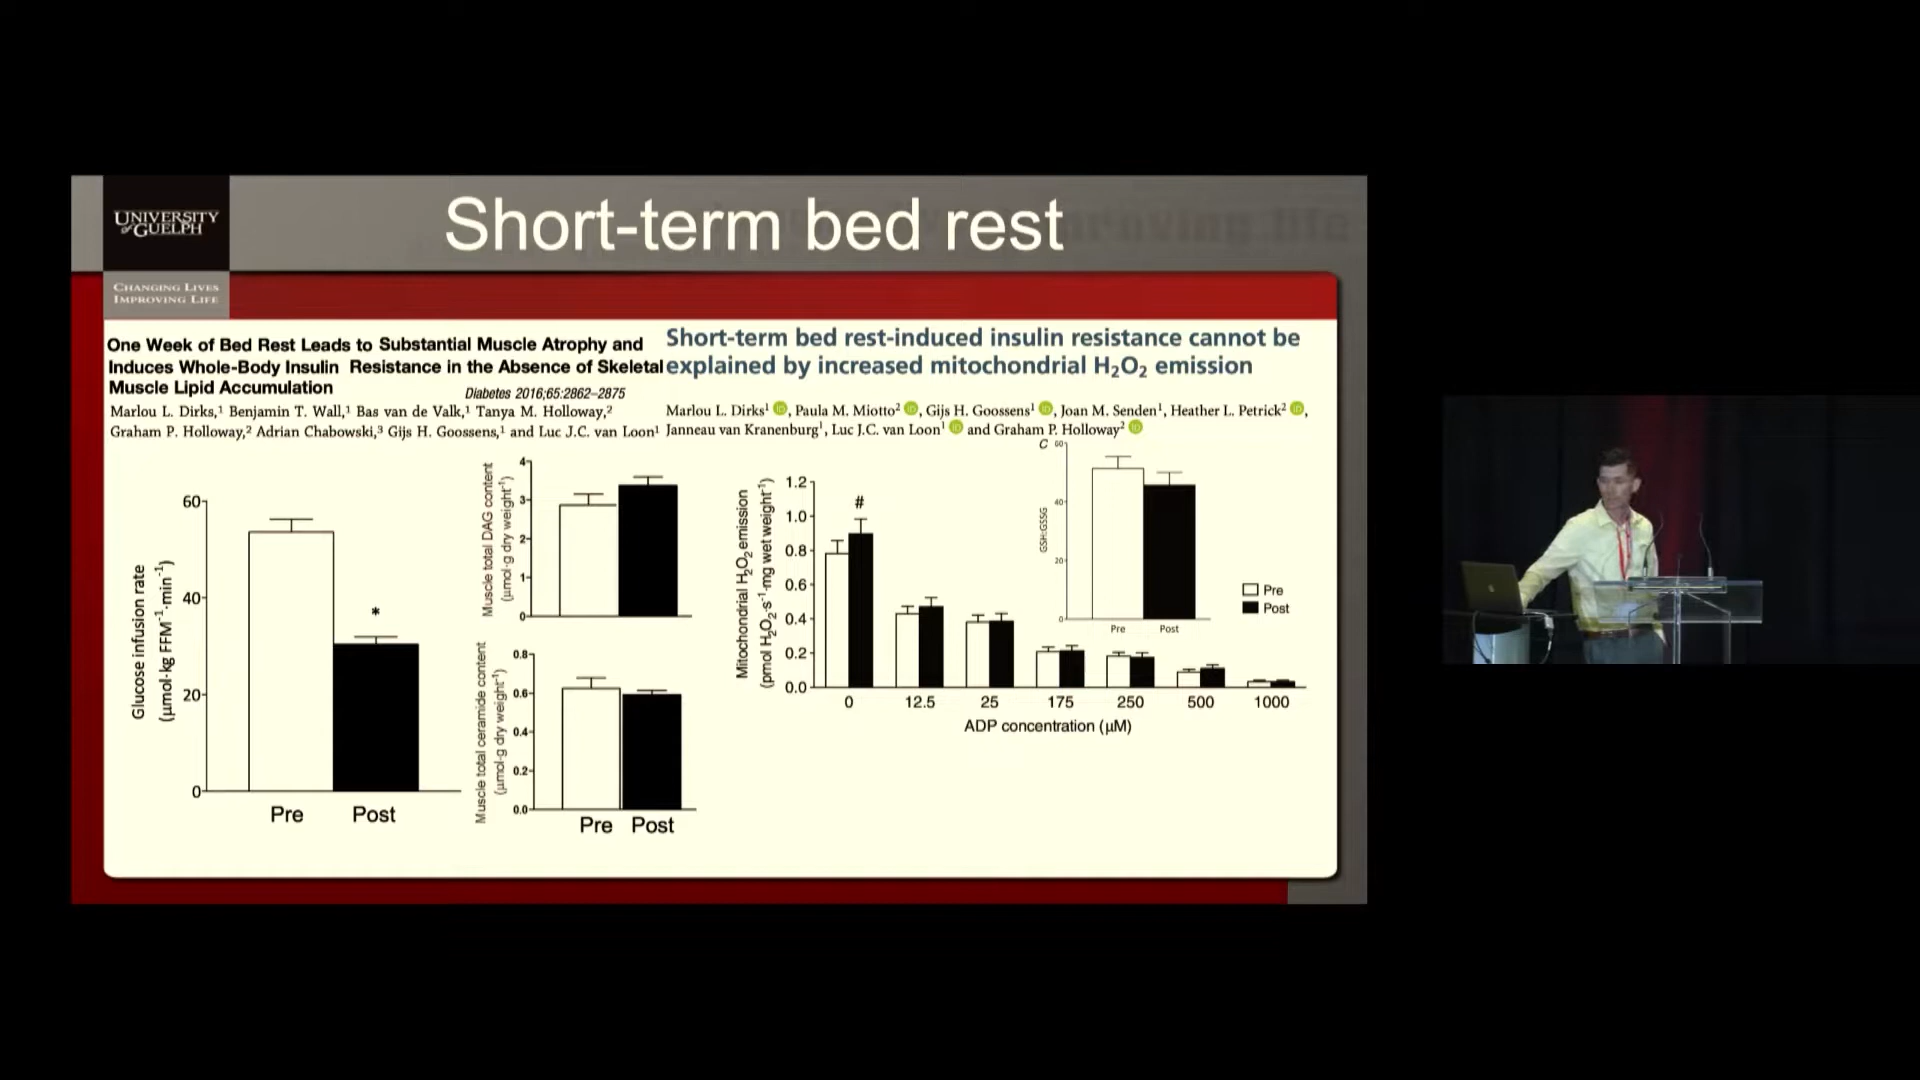 UNIVERSITY
of GUELPH
CHANGING LIVES
IMPROVING LIFE
Short-term bed rest
One Week of Bed Rest Leads to Substantial Muscle Atrophy and
Induces Whole-Body Insulin Resistance in the Absence of Skeletal
Muscle Lipid Accumulation
Diabetes 2016;65:2862–2875
Marlou L. Dirks,¹ Benjamin T. Wall,¹ Bas van de Valk,¹ Tanya M. Holloway,²
Graham P. Holloway,² Adrian Chabowski,³ Gijs H. Goossens,¹ and Luc J.C. van Loon¹
Short-term bed rest-induced insulin resistance cannot be
explained by increased mitochondrial H₂O₂ emission
Marlou L. Dirks¹ iD, Paula M. Miotto² iD, Gijs H. Goossens¹ iD, Joan M. Senden¹, Heather L. Petrick² iD,
Janneau van Kranenburg¹, Luc J.C. van Loon¹ iD and Graham P. Holloway² iD
Glucose infusion rate
(µmol·kg FFM⁻¹·min⁻¹)
60
40
20
0
*
Pre Post
Muscle total DAG content
(µmol·g dry weight⁻¹)
4
3
2
1
0
Muscle total ceramide content
(µmol·g dry weight⁻¹)
0.8
0.6
0.4
0.2
0.0
Pre Post
Mitochondrial H₂O₂ emission
(pmol H₂O₂·s⁻¹·mg wet weight⁻¹)
1.2
1.0
0.8
0.6
0.4
0.2
0.0
#
0 12.5 25 175 250 500 1000
ADP concentration (µM)
C
GSH:GSSG
60
40
20
0
Pre Post
Pre
Post